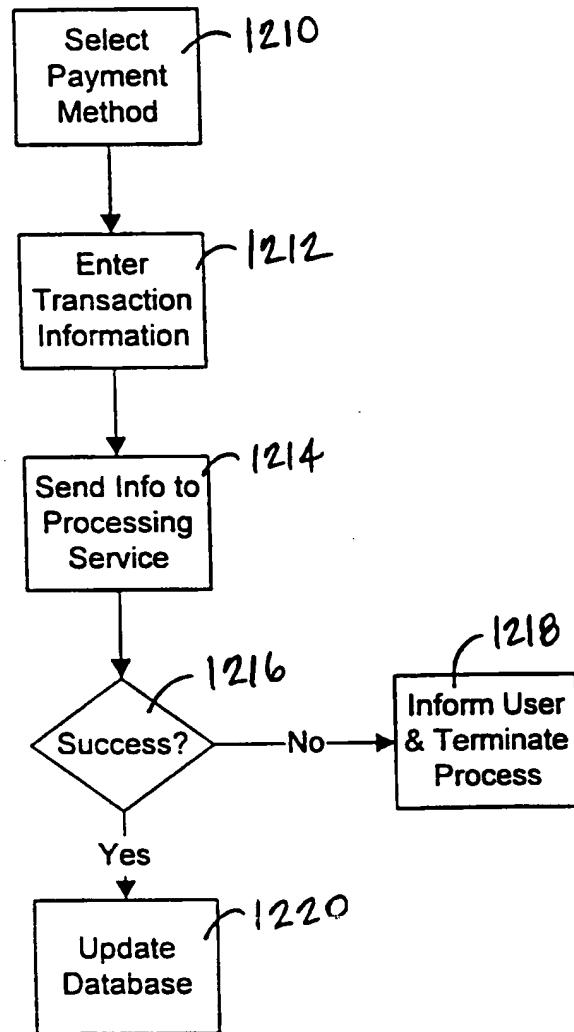 Select
Payment
Method
1210
Enter
Transaction
Information
1212
Send Info to
Processing
Service
1214
Success?
1216
No
Inform User
& Terminate
Process
1218
Yes
Update
Database
1220